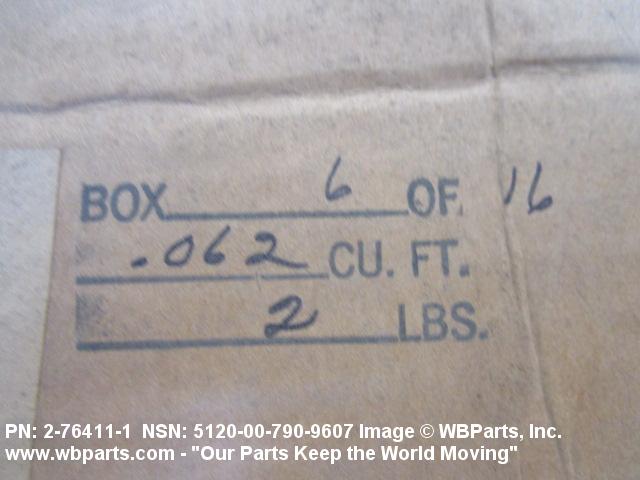 BOX 6 OF 16
.062 CU. FT.
2 LBS.
PN: 2-76411-1 NSN: 5120-00-790-9607 Image © WBParts, Inc.
www.wbparts.com - "Our Parts Keep the World Moving"